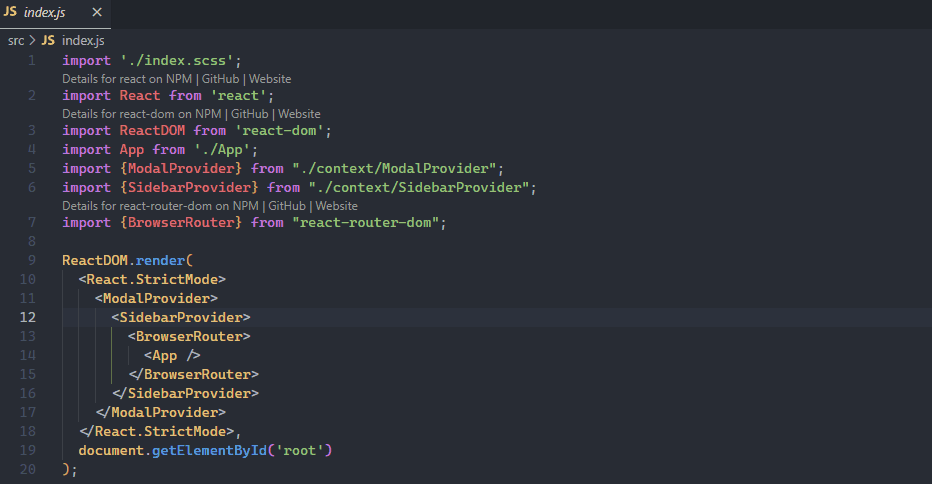 JS index.js ×
src > JS index.js
1 import './index.scss';
Details for react on NPM | GitHub | Website
2 import React from 'react';
Details for react-dom on NPM | GitHub | Website
3 import ReactDOM from 'react-dom';
4 import App from './App';
5 import {ModalProvider} from "./context/ModalProvider";
6 import {SidebarProvider} from "./context/SidebarProvider";
Details for react-router-dom on NPM | GitHub | Website
7 import {BrowserRouter} from "react-router-dom";
8
9 ReactDOM.render(
10   <React.StrictMode>
11     <ModalProvider>
12       <SidebarProvider>
13         <BrowserRouter>
14           <App />
15         </BrowserRouter>
16       </SidebarProvider>
17     </ModalProvider>
18   </React.StrictMode>,
19   document.getElementById('root')
20 );